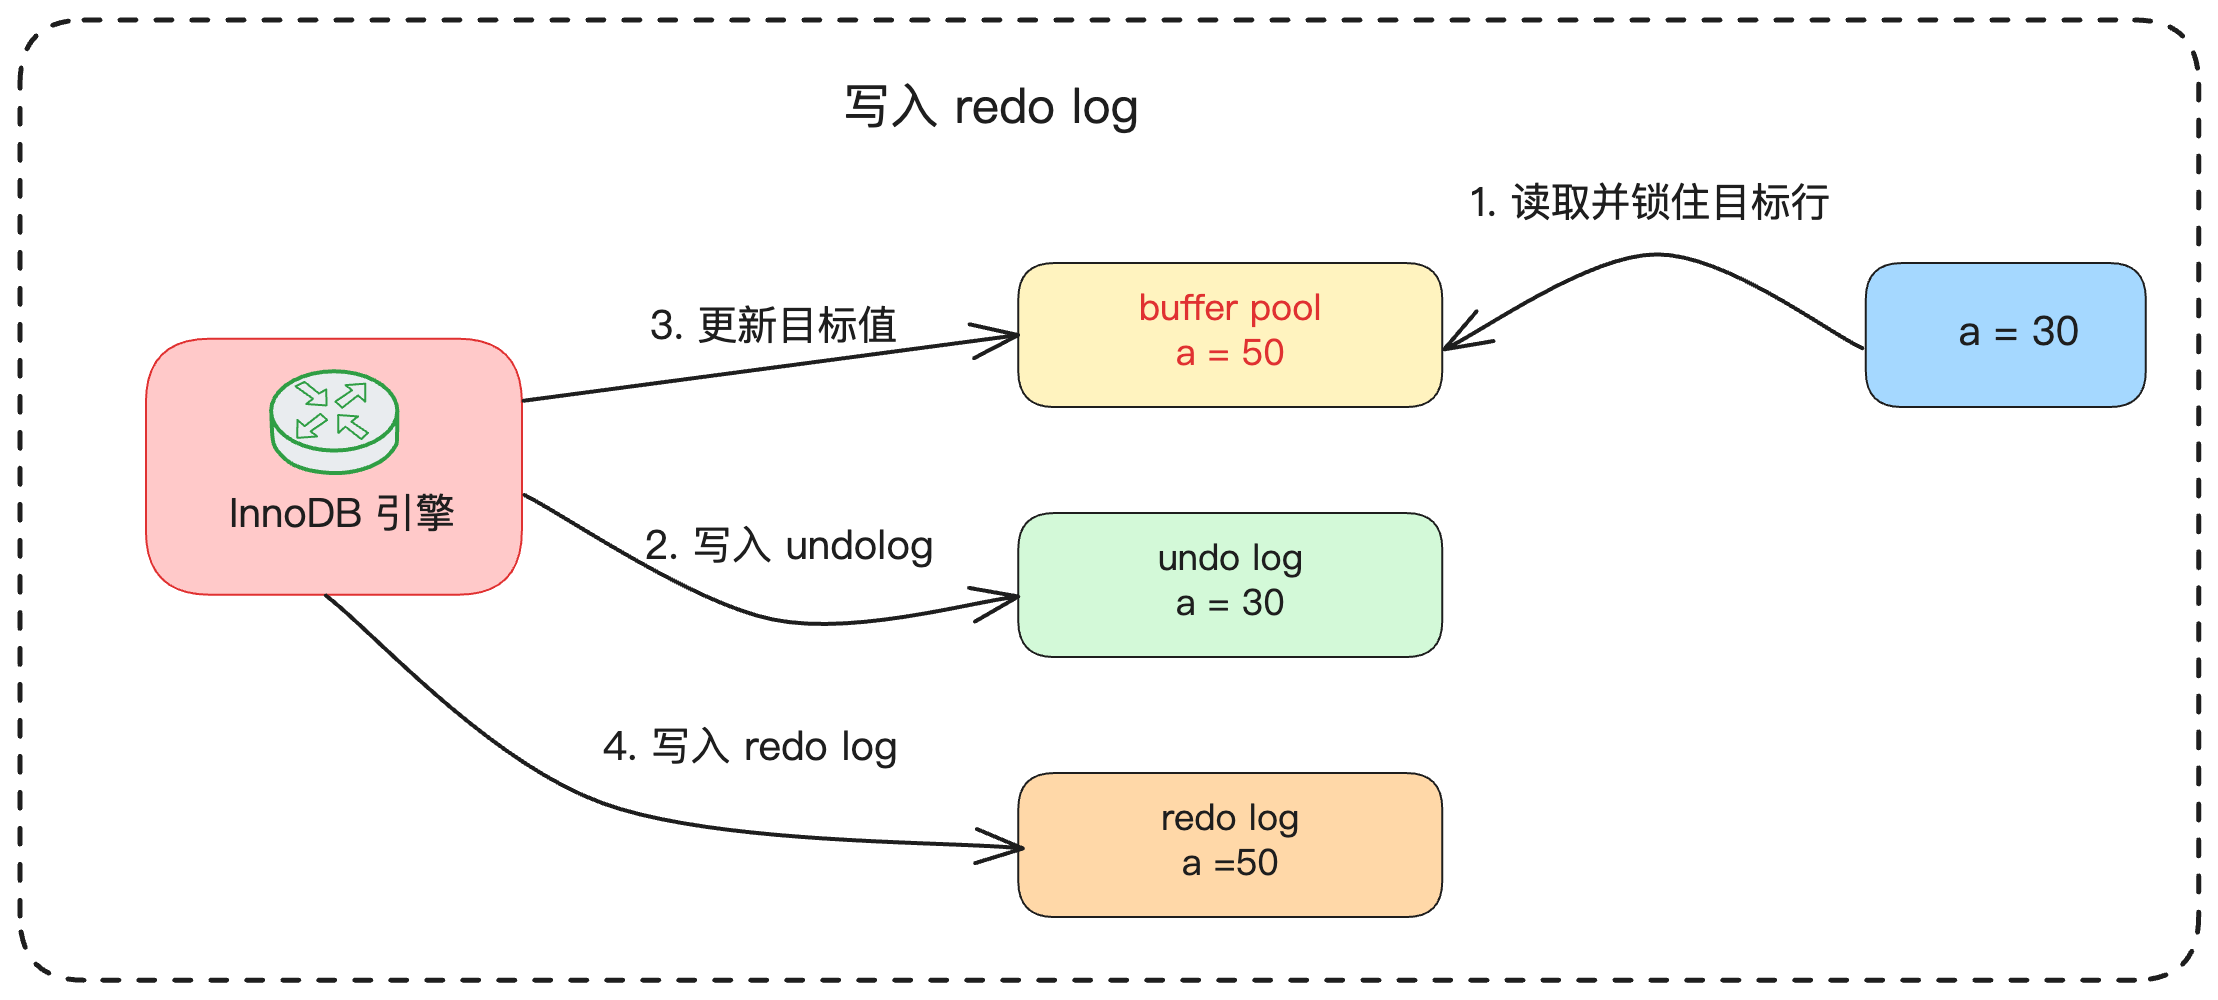 写入 redo log
1. 读取并锁住目标行
3. 更新目标值
buffer pool
a = 50
a = 30
InnoDB 引擎
2. 写入 undolog
undo log
a = 30
4. 写入 redo log
redo log
a =50